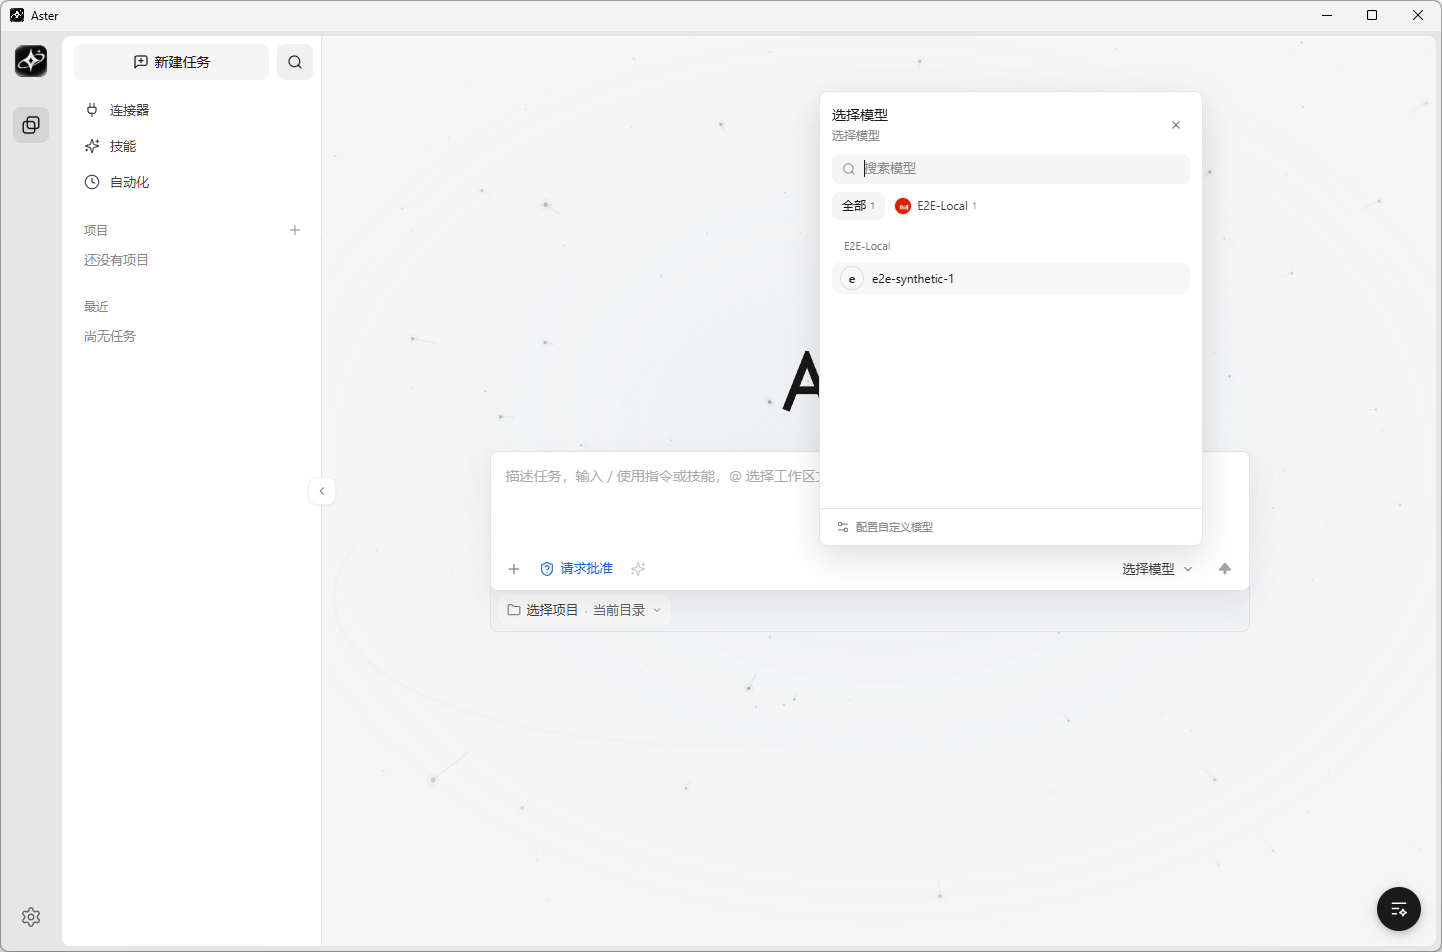 Aster
新建任务
连接器
技能
自动化
项目
还没有项目
最近
尚无任务
选择模型
选择模型
搜索模型
全部 1
E2E-Local 1
E2E-Local
e e2e-synthetic-1
配置自定义模型
A
描述任务，输入 / 使用指令或技能，@ 选择工作区
请求批准
选择模型
选择项目 · 当前目录